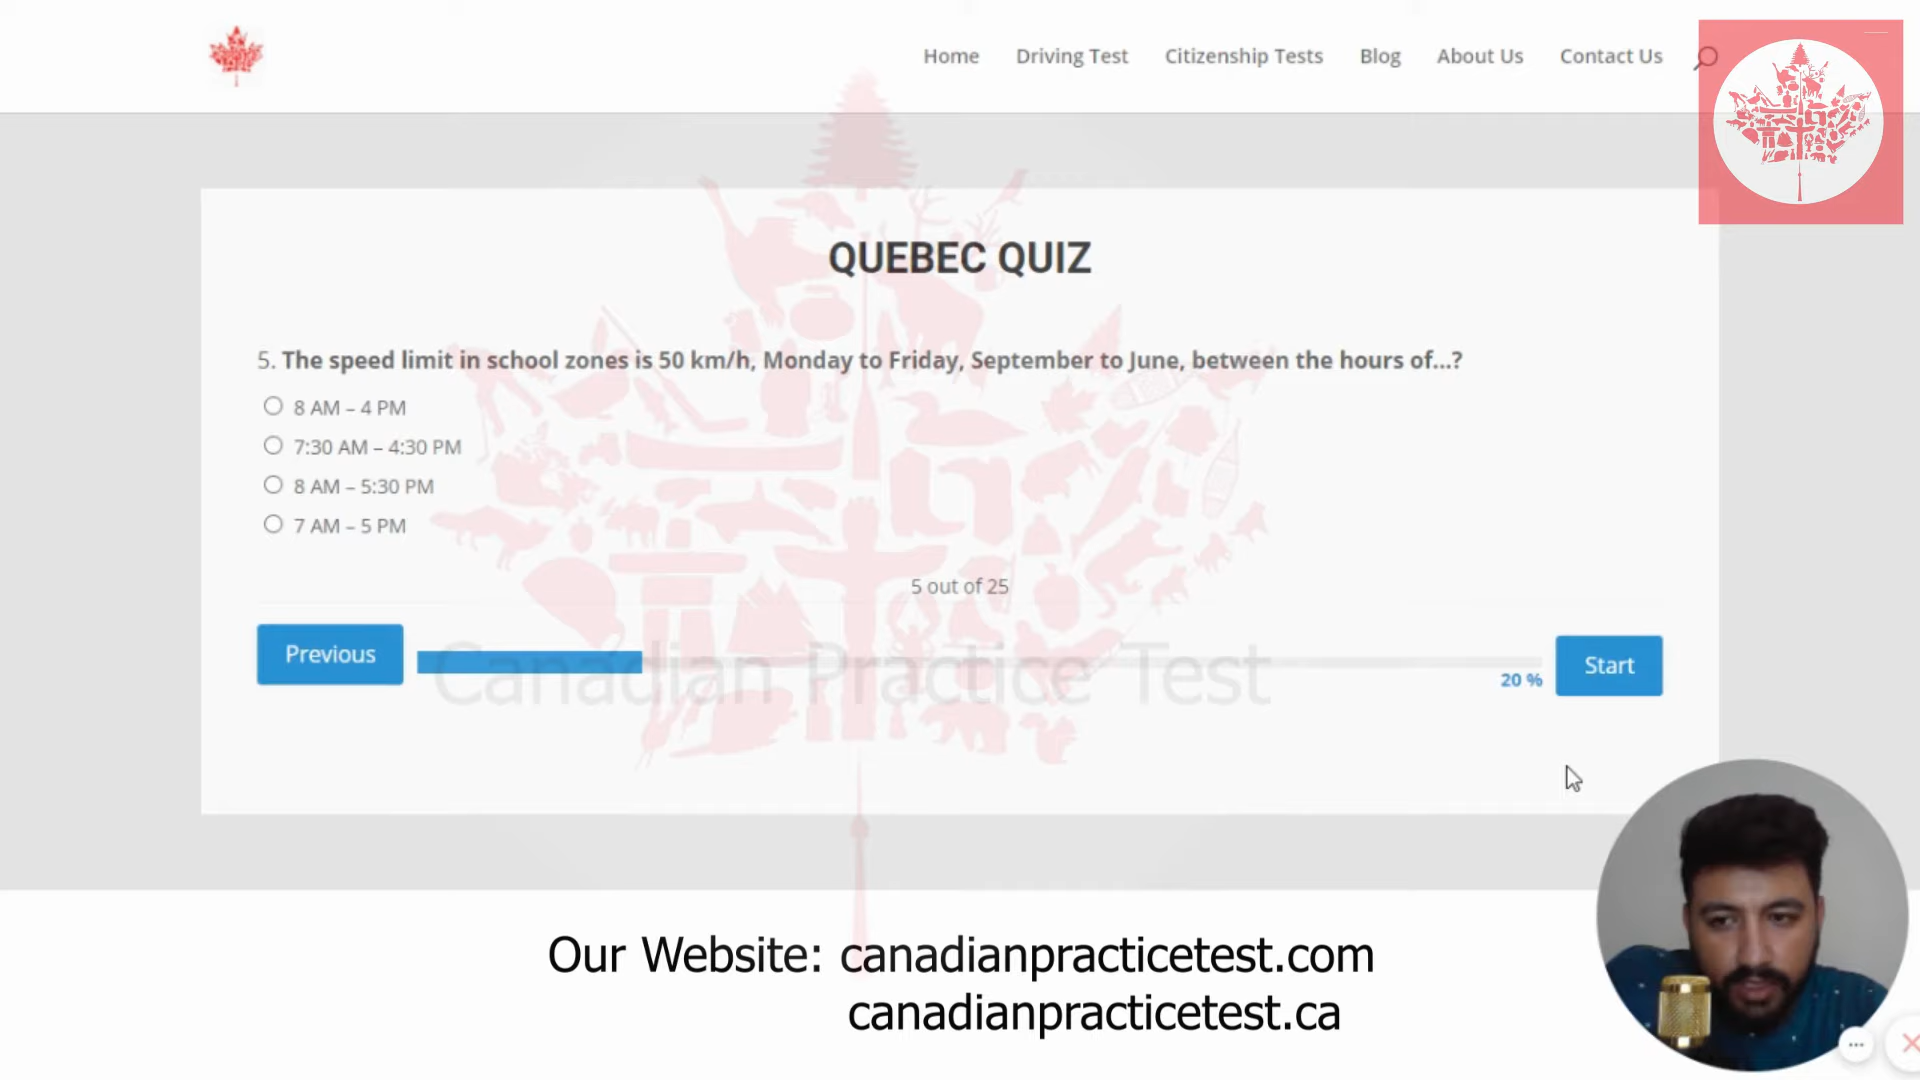 Home Driving Test Citizenship Tests Blog About Us Contact Us
QUEBEC QUIZ
5. The speed limit in school zones is 50 km/h, Monday to Friday, September to June, between the hours of...?
8 AM – 4 PM
7:30 AM – 4:30 PM
8 AM – 5:30 PM
7 AM – 5 PM
5 out of 25
Previous
Canadian Practice Test
20 %
Start
Our Website: canadianpracticetest.com
canadianpracticetest.ca